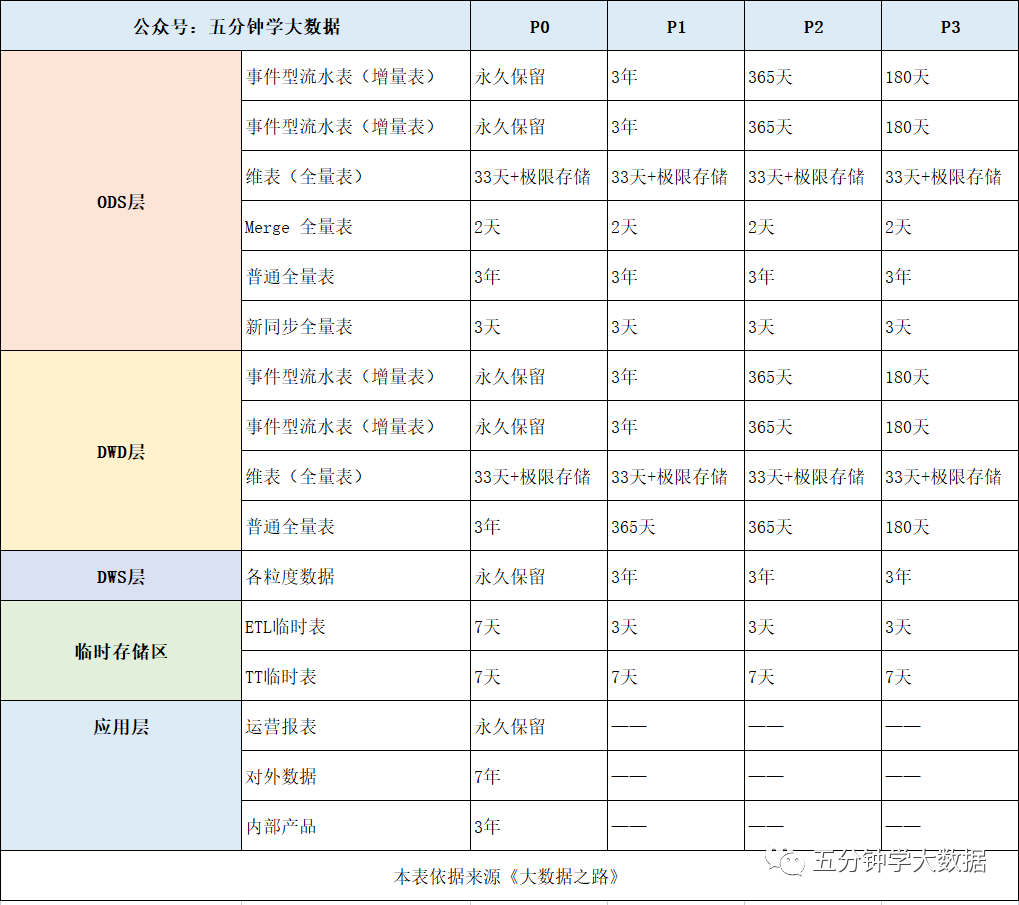 公众号：五分钟学大数据 P0 P1 P2 P3
ODS层
事件型流水表（增量表） 永久保留 3年 365天 180天
事件型流水表（增量表） 永久保留 3年 365天 180天
维表（全量表） 33天+极限存储 33天+极限存储 33天+极限存储 33天+极限存储
Merge 全量表 2天 2天 2天 2天
普通全量表 3年 3年 3年 3年
新同步全量表 3天 3天 3天 3天
DWD层
事件型流水表（增量表） 永久保留 3年 365天 180天
事件型流水表（增量表） 永久保留 3年 365天 180天
维表（全量表） 33天+极限存储 33天+极限存储 33天+极限存储 33天+极限存储
普通全量表 3年 365天 365天 180天
DWS层 各粒度数据 永久保留 3年 3年 3年
临时存储区
ETL临时表 7天 3天 3天 3天
TT临时表 7天 7天 7天 7天
应用层 运营报表 永久保留 —— —— ——
对外数据 7年 —— —— ——
内部产品 3年 —— —— ——
五分钟学大数据
本表依据来源《大数据之路》